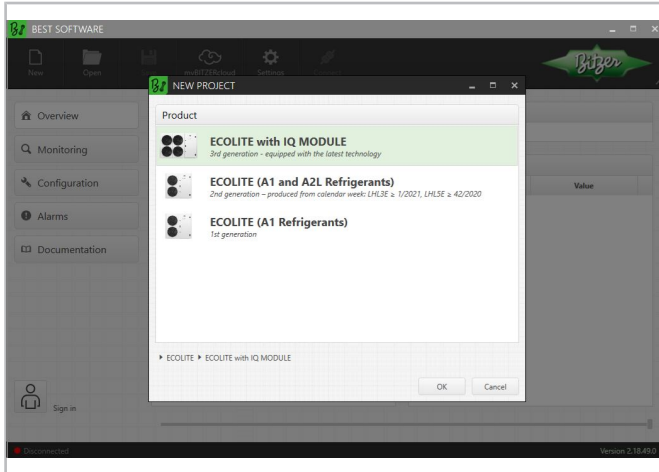 BEST SOFTWARE
New
Open
myBITZERcloud
Settings
Bitzer
NEW PROJECT
Overview
Monitoring
Configuration
Alarms
Documentation
Product
ECOLITE with IQ MODULE
3rd generation – equipped with the latest technology
ECOLITE (A1 and A2L Refrigerants)
2nd generation – produced from calendar week: LHL3E ≥ 1/2021, LHL5E ≥ 42/2020
ECOLITE (A1 Refrigerants)
1st generation
Value
ECOLITE ECOLITE with IQ MODULE
OK
Cancel
Sign in
Disconnected
Version 2.18.49.0